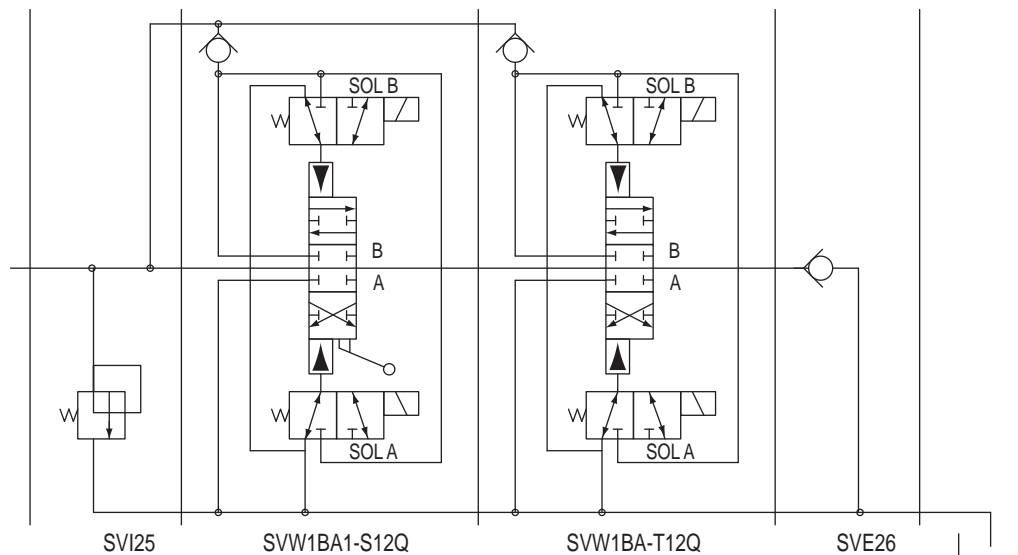 SOL B
SOL B
B
B
A
A
SOL A
SOL A
SVI25
SVW1BA1-S12Q
SVW1BA-T12Q
SVE26